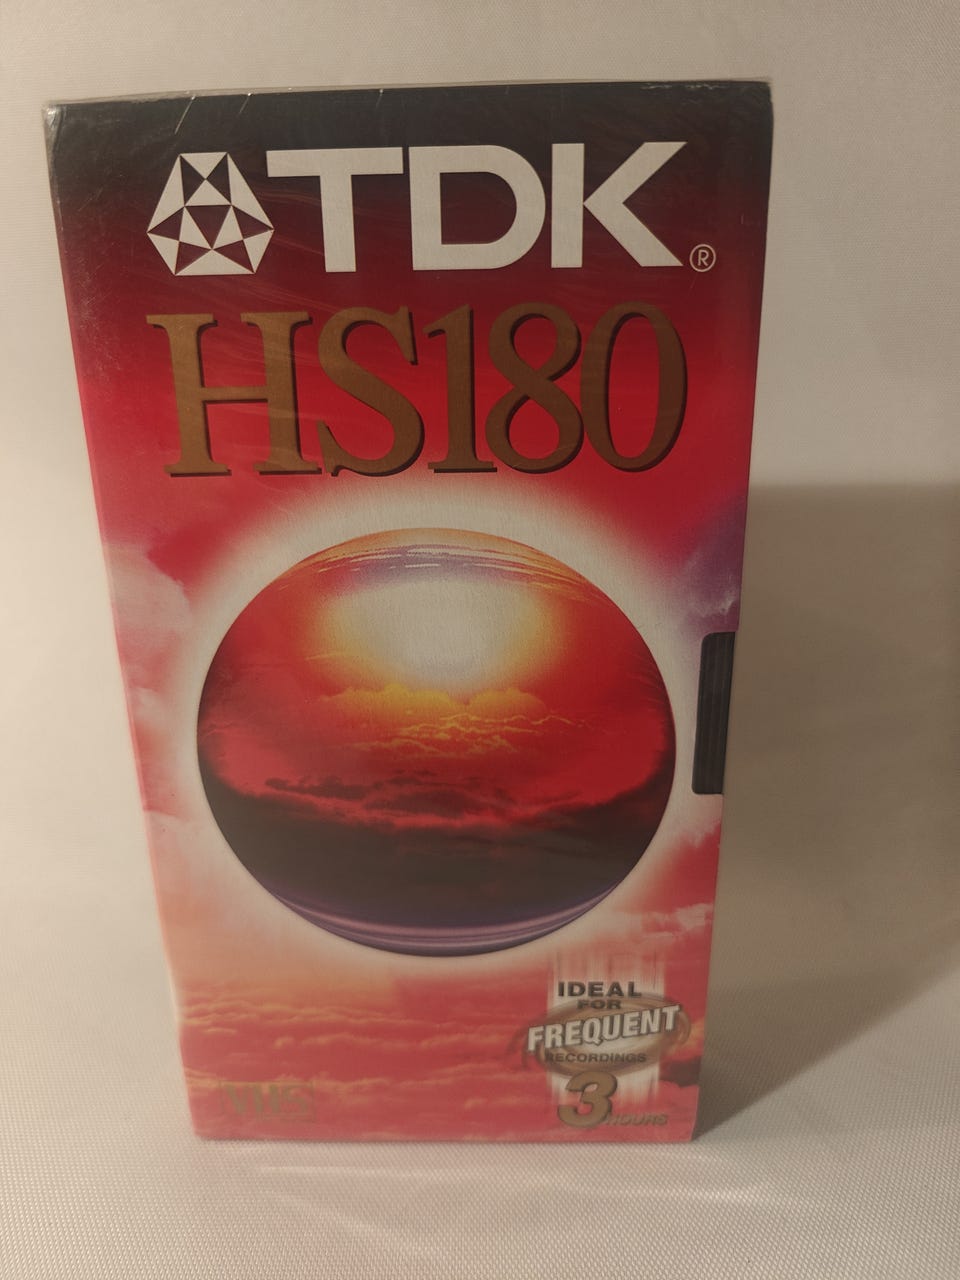 TDK®
HS180
IDEAL
FOR
FREQUENT
RECORDINGS
3 HOURS
VHS